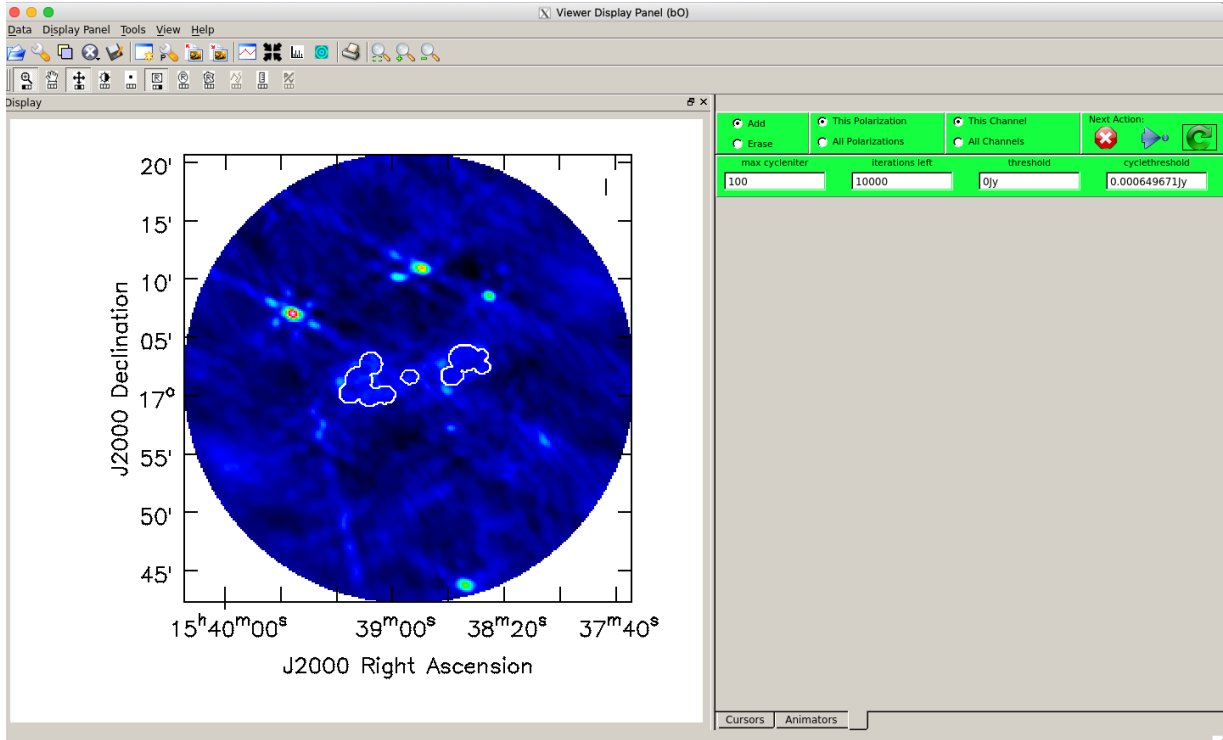 Viewer Display Panel (bO)
Data Display Panel Tools View Help
Display
Add
This Polarization
This Channel
Next Action:
Erase
All Polarizations
All Channels
max cycleniter
iterations left
threshold
cyclethreshold
100
10000
0Jy
0.000649671Jy
20'
15'
10'
05'
17°
55'
50'
45'
J2000 Declination
15h40m00s
39m00s
38m20s
37m40s
J2000 Right Ascension
Cursors
Animators